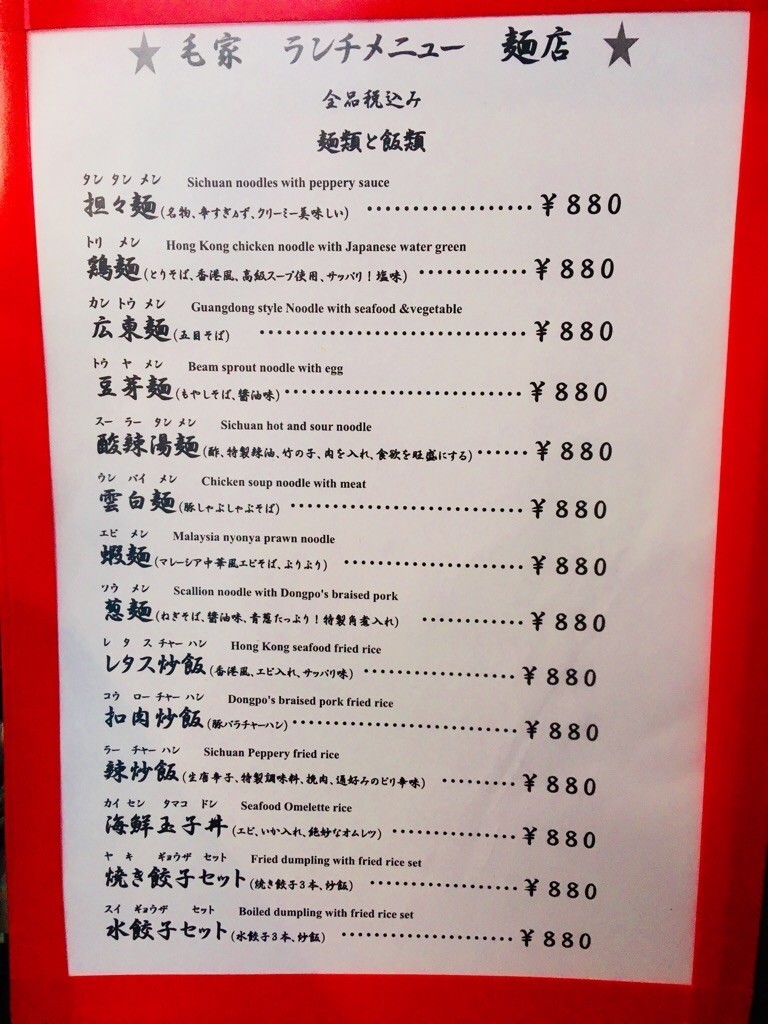 ★ 毛家 ランチメニュー 麺店 ★
全品税込み
麺類と飯類
タン タン メン Sichuan noodles with peppery sauce
担々麺(名物、辛すぎㇵず、クリーミー美味しい) ・・・・・・・・・・・・・・・・・・ ¥880
トリ メン Hong Kong chicken noodle with Japanese water green
鶏麺(とりそば、香港風、高級スープ使用、サッパリ!塩味) ・・・・・・・・・・・・ ¥880
カン トウ メン Guangdong style Noodle with seafood &vegetable
広東麺(五目そば) ・・・・・・・・・・・・・・・・・・・・・・・・・・・・・ ¥880
トウ ヤ メン Beam sprout noodle with egg
豆芽麺(もやしそば、醤油味)・・・・・・・・・・・・・・・・・・・・・・・・・・ ¥880
スー ラー タン メン Sichuan hot and sour noodle
酸辣湯麺(酢、特製辣油、竹の子、肉を入れ、食欲を旺盛にする)・・・・・・ ¥880
ウン パイ メン Chicken soup noodle with meat
雲白麺(豚しゃぶしゃぶそば) ・・・・・・・・・・・・・・・・・・・・・・・・・ ¥880
エビ メン Malaysia nyonya prawn noodle
蝦麺(マレーシア中華風エビそば、ぷりぷり) ・・・・・・・・・・・・・・・・・・・ ¥880
ソウ メン Scallion noodle with Dongpo's braised pork
葱麺(ねぎそば、醤油味、青葱たっぷり!特製角煮入れ) ・・・・・・・・・・・ ¥880
レ タ ス チャー ハン Hong Kong seafood fried rice
レタス炒飯(香港風、エビ入れ、サッパリ味) ・・・・・・・・・・・・・・・・・ ¥880
コウ ロー チャー ハン Dongpo's braised pork fried rice
扣肉炒飯(豚バラチャーハン)・・・・・・・・・・・・・・・・・・・・・・・・ ¥880
ラー チャー ハン Sichuan Peppery fried rice
辣炒飯(生唐辛子、特製調味料、挽肉、通好みのピリ辛味) ・・・・・・・・・ ¥880
カイ セン タマコ ドン Seafood Omelette rice
海鮮玉子丼(エビ、いか入れ、絶妙なオムレツ) ・・・・・・・・・・・・・ ¥880
ヤ キ ギョウザ セット Fried dumpling with fried rice set
焼き餃子セット(焼き餃子3本、炒飯) ・・・・・・・・・・・・・・・・ ¥880
スイ ギョウザ セット Boiled dumpling with fried rice set
水餃子セット(水餃子3本、炒飯) ・・・・・・・・・・・・・・・・・・・ ¥880